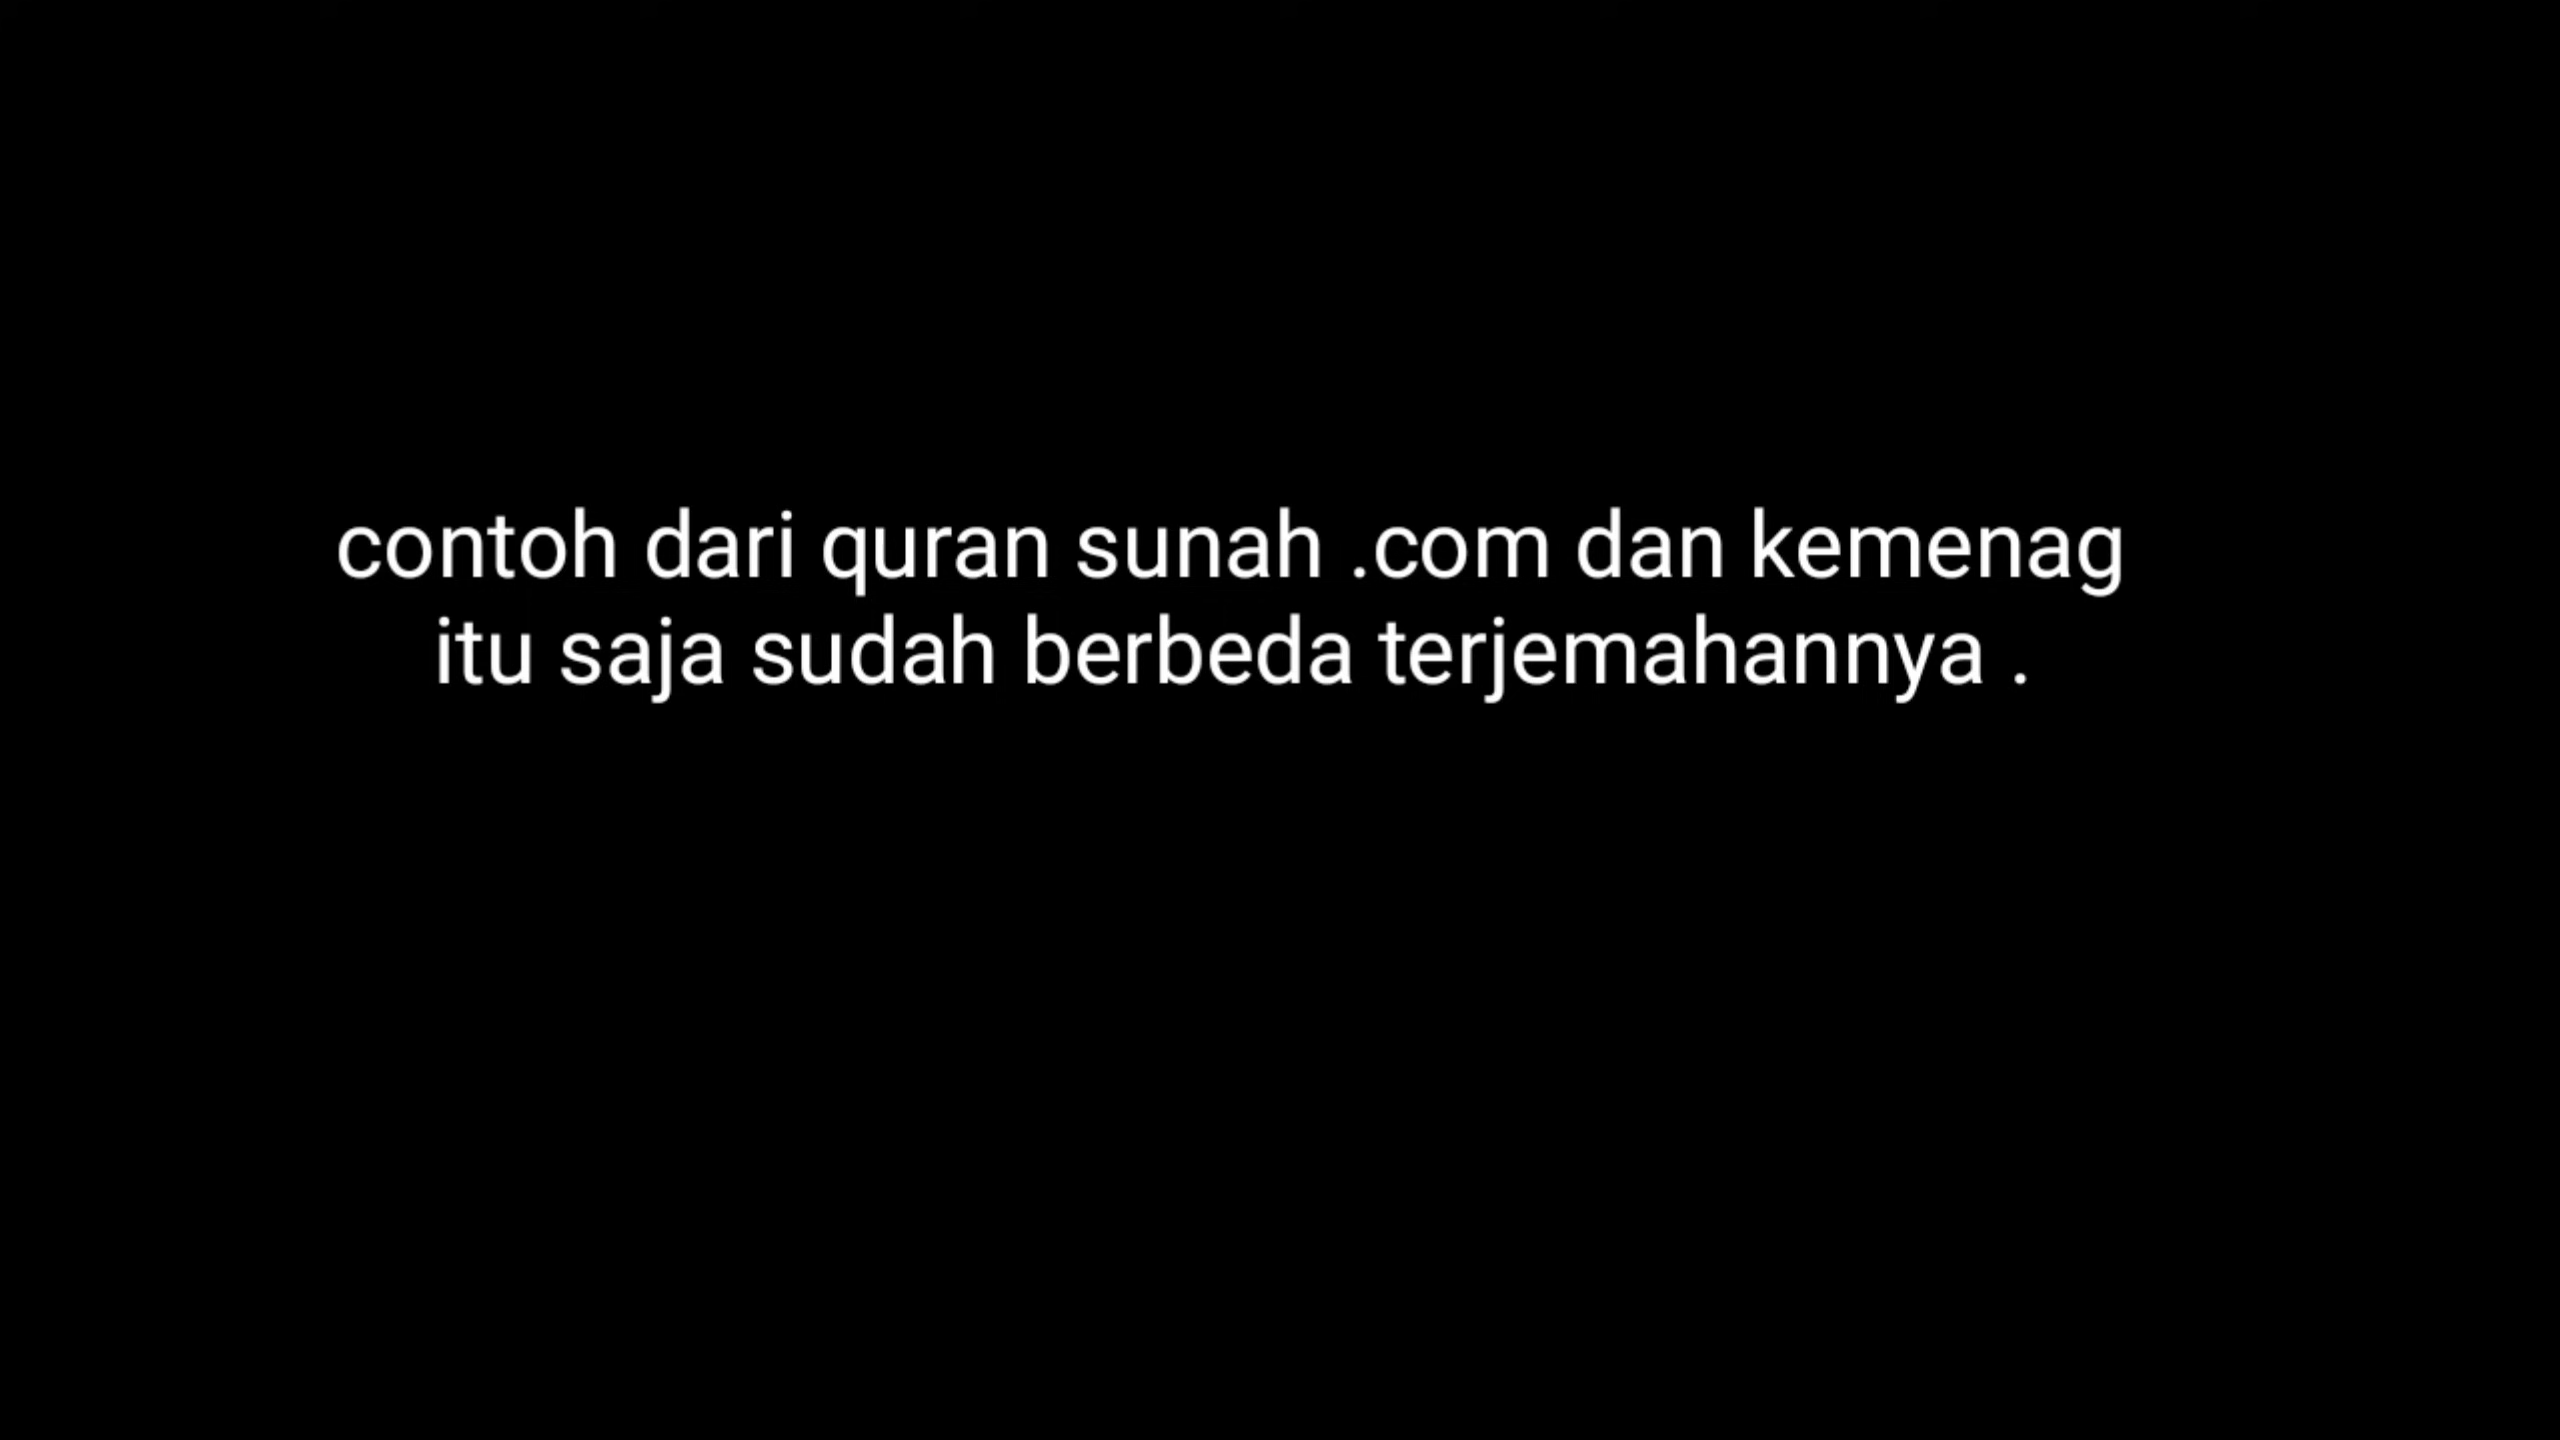 contoh dari quran sunah .com dan kemenag
itu saja sudah berbeda terjemahannya .